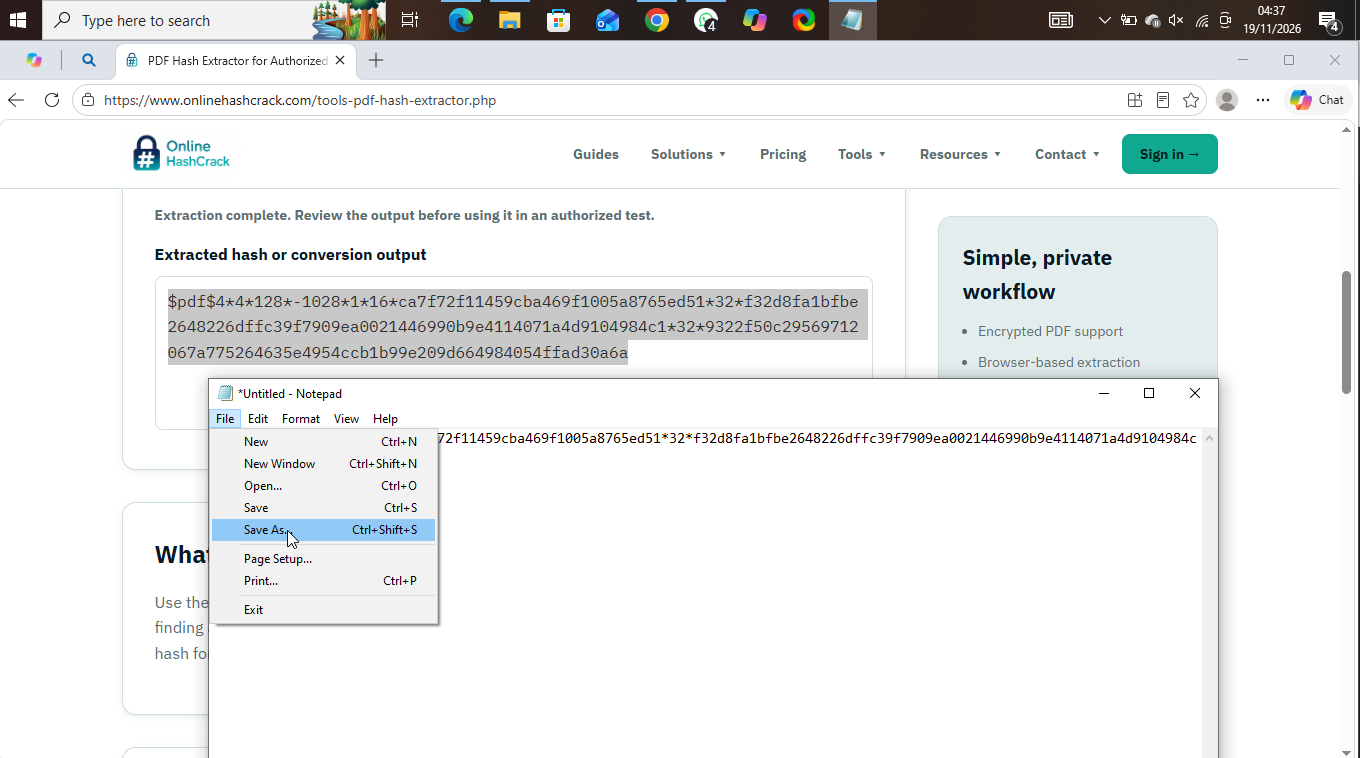 Type here to search
04:37
19/11/2026
4
4
PDF Hash Extractor for Authorized
https://www.onlinehashcrack.com/tools-pdf-hash-extractor.php
Chat
Online
HashCrack
Guides
Solutions
Pricing
Tools
Resources
Contact
Sign in →
Extraction complete. Review the output before using it in an authorized test.
Extracted hash or conversion output
$pdf$4*4*128*-1028*1*16*ca7f72f11459cba469f1005a8765ed51*32*f32d8fa1bfbe
2648226dffc39f7909ea0021446990b9e4114071a4d9104984c1*32*9322f50c29569712
067a775264635e4954ccb1b99e209d664984054ffad30a6a
Simple, private
workflow
Encrypted PDF support
Browser-based extraction
*Untitled - Notepad
File Edit Format View Help
72f11459cba469f1005a8765ed51*32*f32d8fa1bfbe2648226dffc39f7909ea0021446990b9e4114071a4d9104984c
New Ctrl+N
New Window Ctrl+Shift+N
Open... Ctrl+O
Save Ctrl+S
Save As... Ctrl+Shift+S
Page Setup...
Print... Ctrl+P
Exit
What
Use the
finding
hash fo